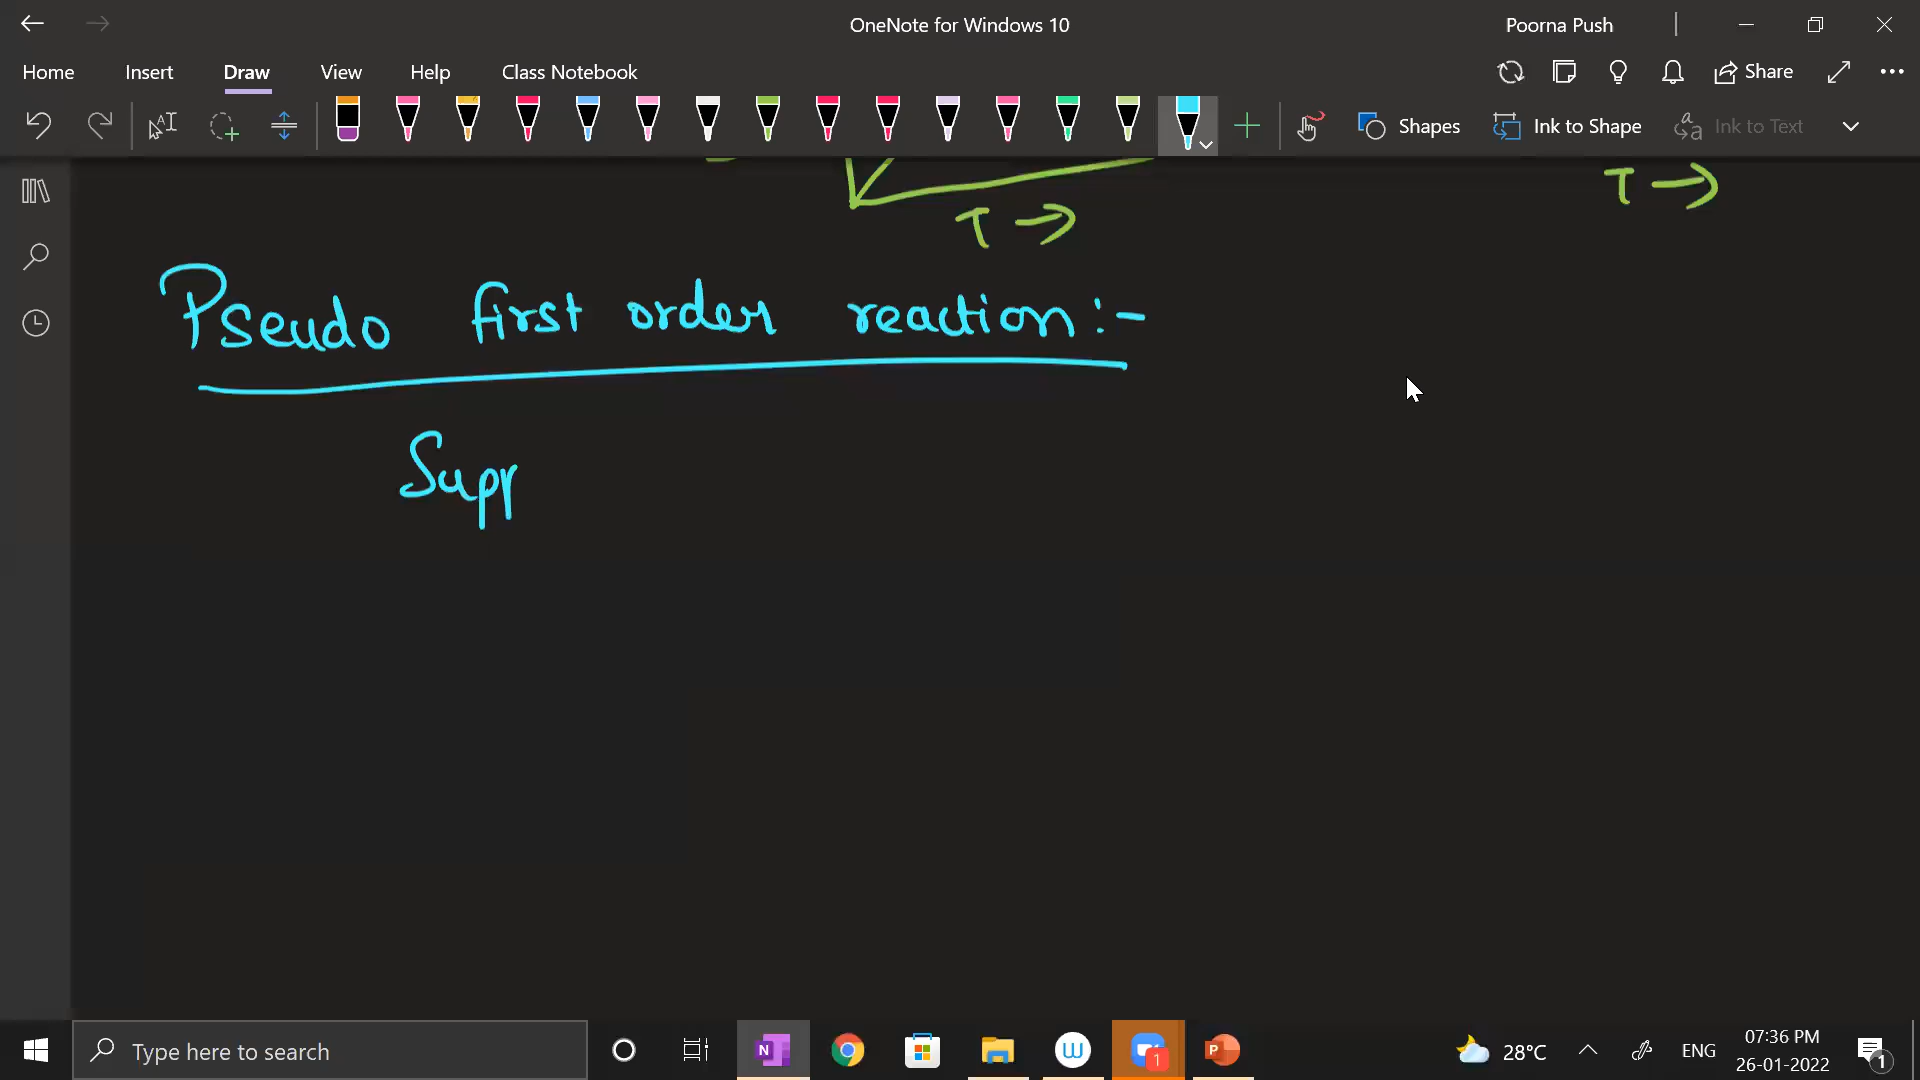 OneNote for Windows 10
Poorna Push
Home Insert Draw View Help Class Notebook
Share
Shapes Ink to Shape Ink to Text
T → T →
Pseudo first order reaction:-
Supp
Type here to search
28°C ENG 07:36 PM
26-01-2022